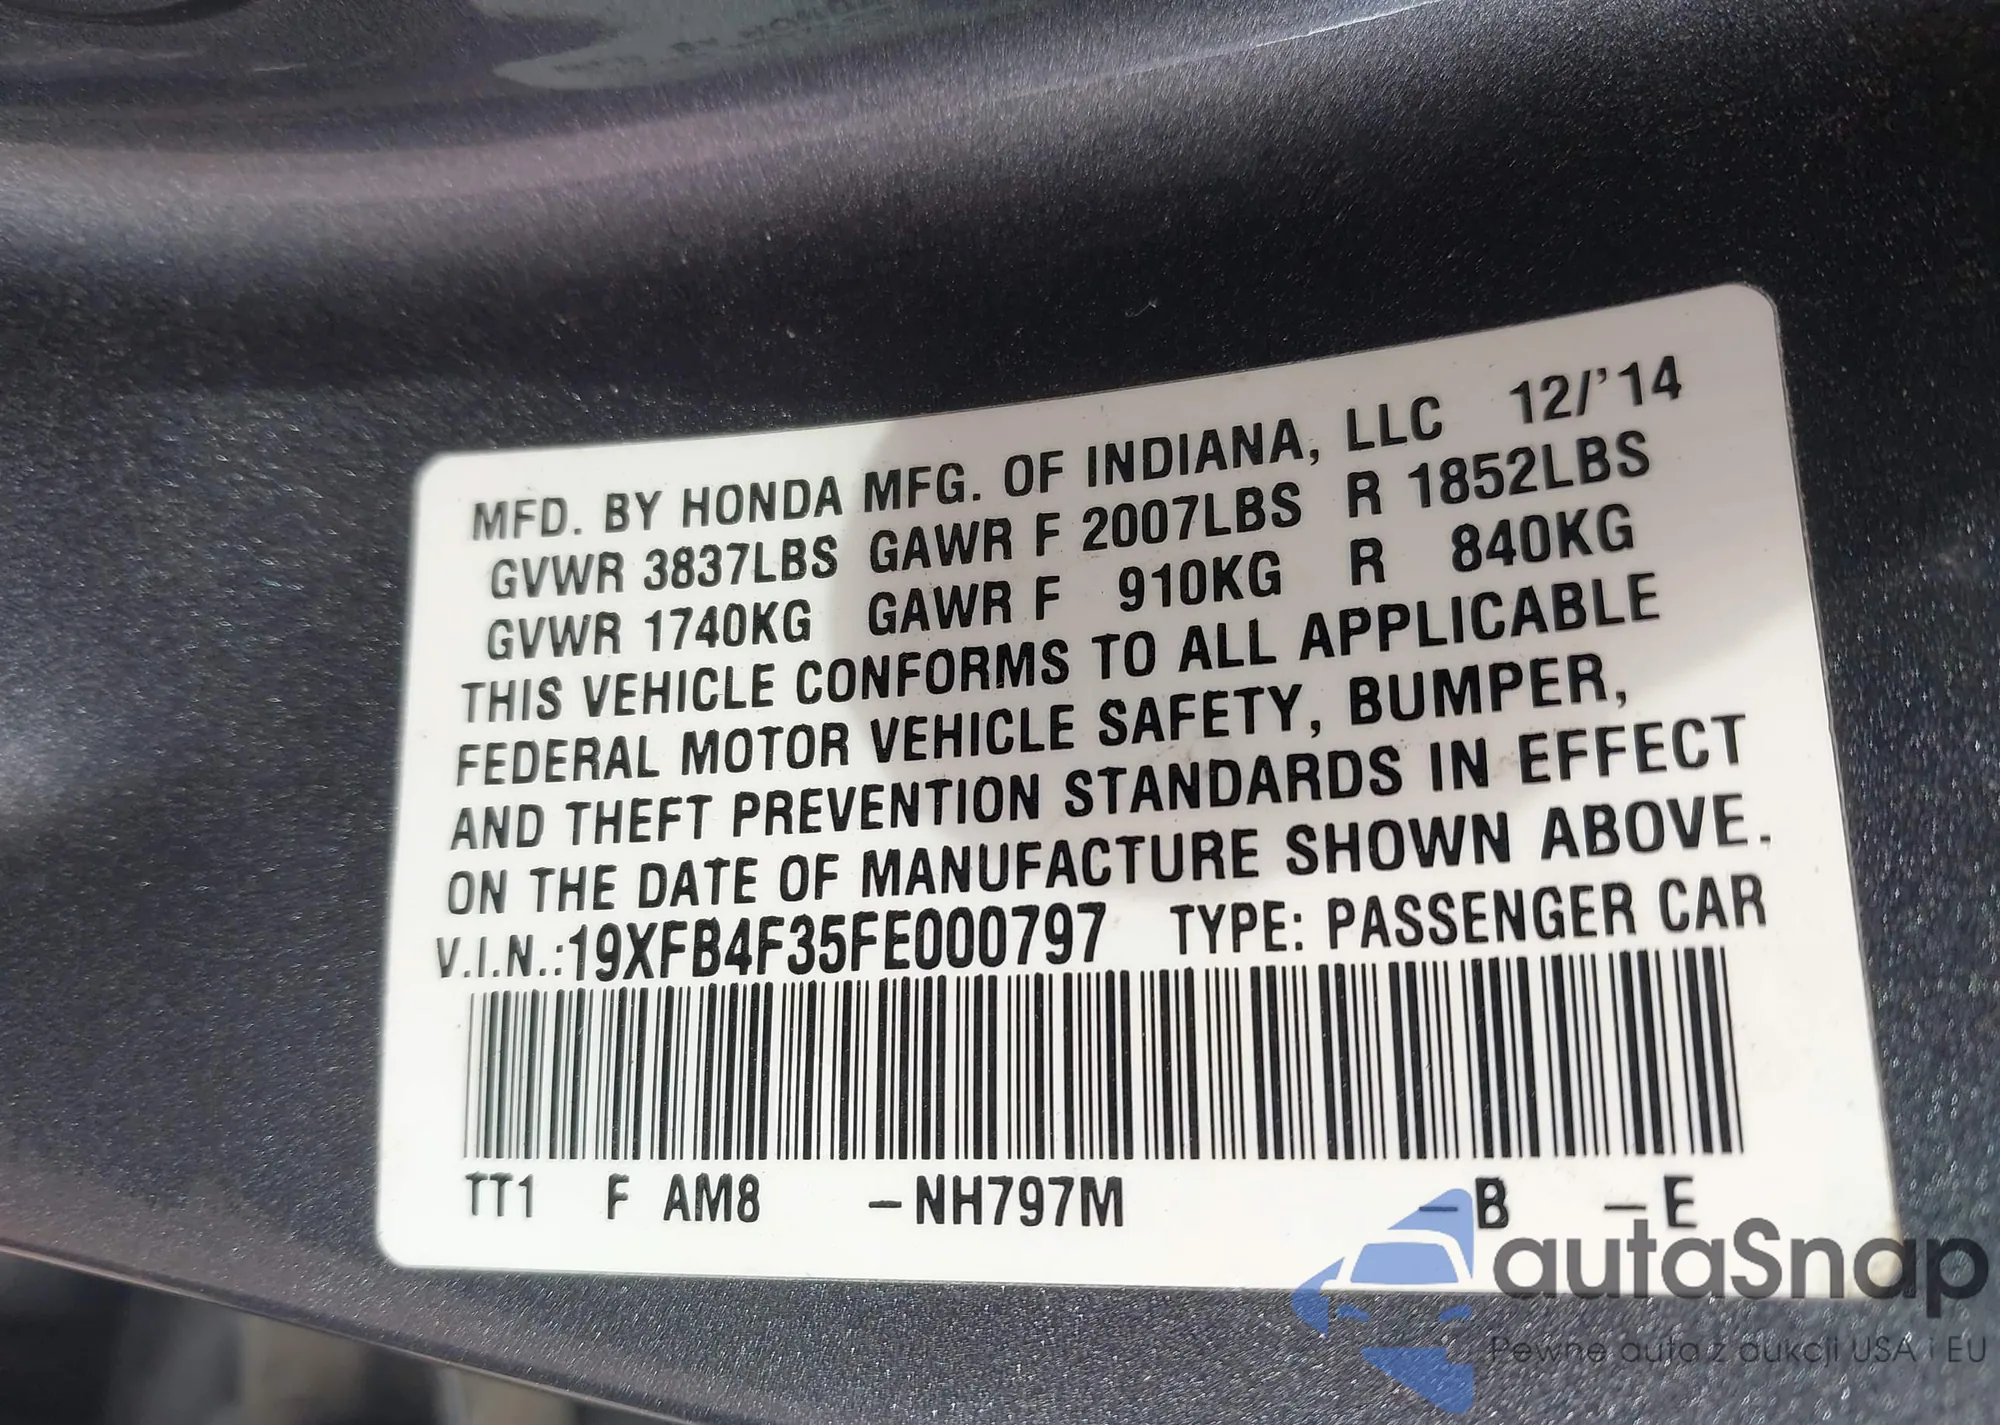 MFD. BY HONDA MFG. OF INDIANA, LLC 12/'14
GVWR 3837LBS GAWR F 2007LBS R 1852LBS
GVWR 1740KG GAWR F 910KG R 840KG
THIS VEHICLE CONFORMS TO ALL APPLICABLE
FEDERAL MOTOR VEHICLE SAFETY, BUMPER,
AND THEFT PREVENTION STANDARDS IN EFFECT
ON THE DATE OF MANUFACTURE SHOWN ABOVE.
V.I.N.:19XFB4F35FE000797 TYPE: PASSENGER CAR
TT1 F AM8 -NH797M -B -E
autaSnap
Pewne auta z aukcji USA i EU